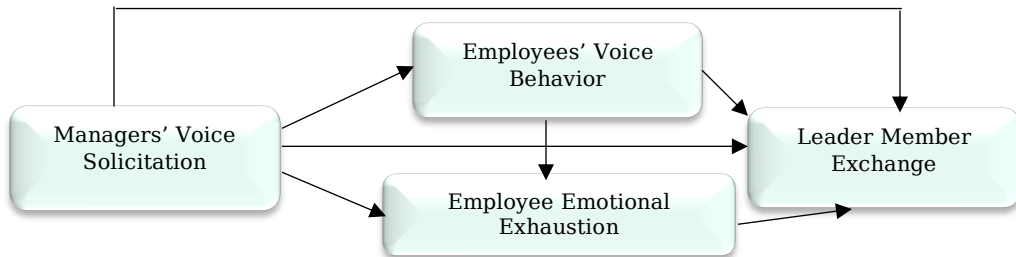 Employees’ Voice
Behavior
Managers’ Voice
Solicitation
Leader Member
Exchange
Employee Emotional
Exhaustion